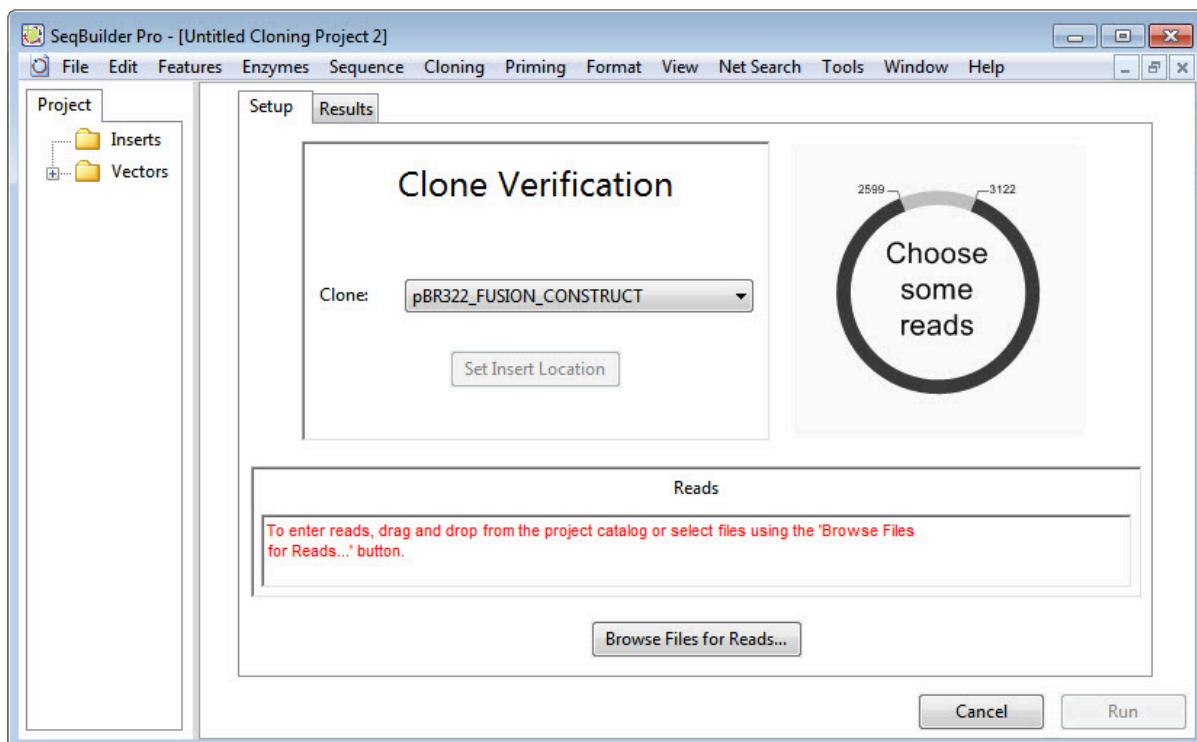 SeqBuilder Pro - [Untitled Cloning Project 2]
File Edit Features Enzymes Sequence Cloning Priming Format View Net Search Tools Window Help
Project
Inserts
Vectors
Setup Results
Clone Verification
Clone: pBR322_FUSION_CONSTRUCT
Set Insert Location
2599 3122
Choose
some
reads
Reads
To enter reads, drag and drop from the project catalog or select files using the 'Browse Files
for Reads...' button.
Browse Files for Reads...
Cancel Run